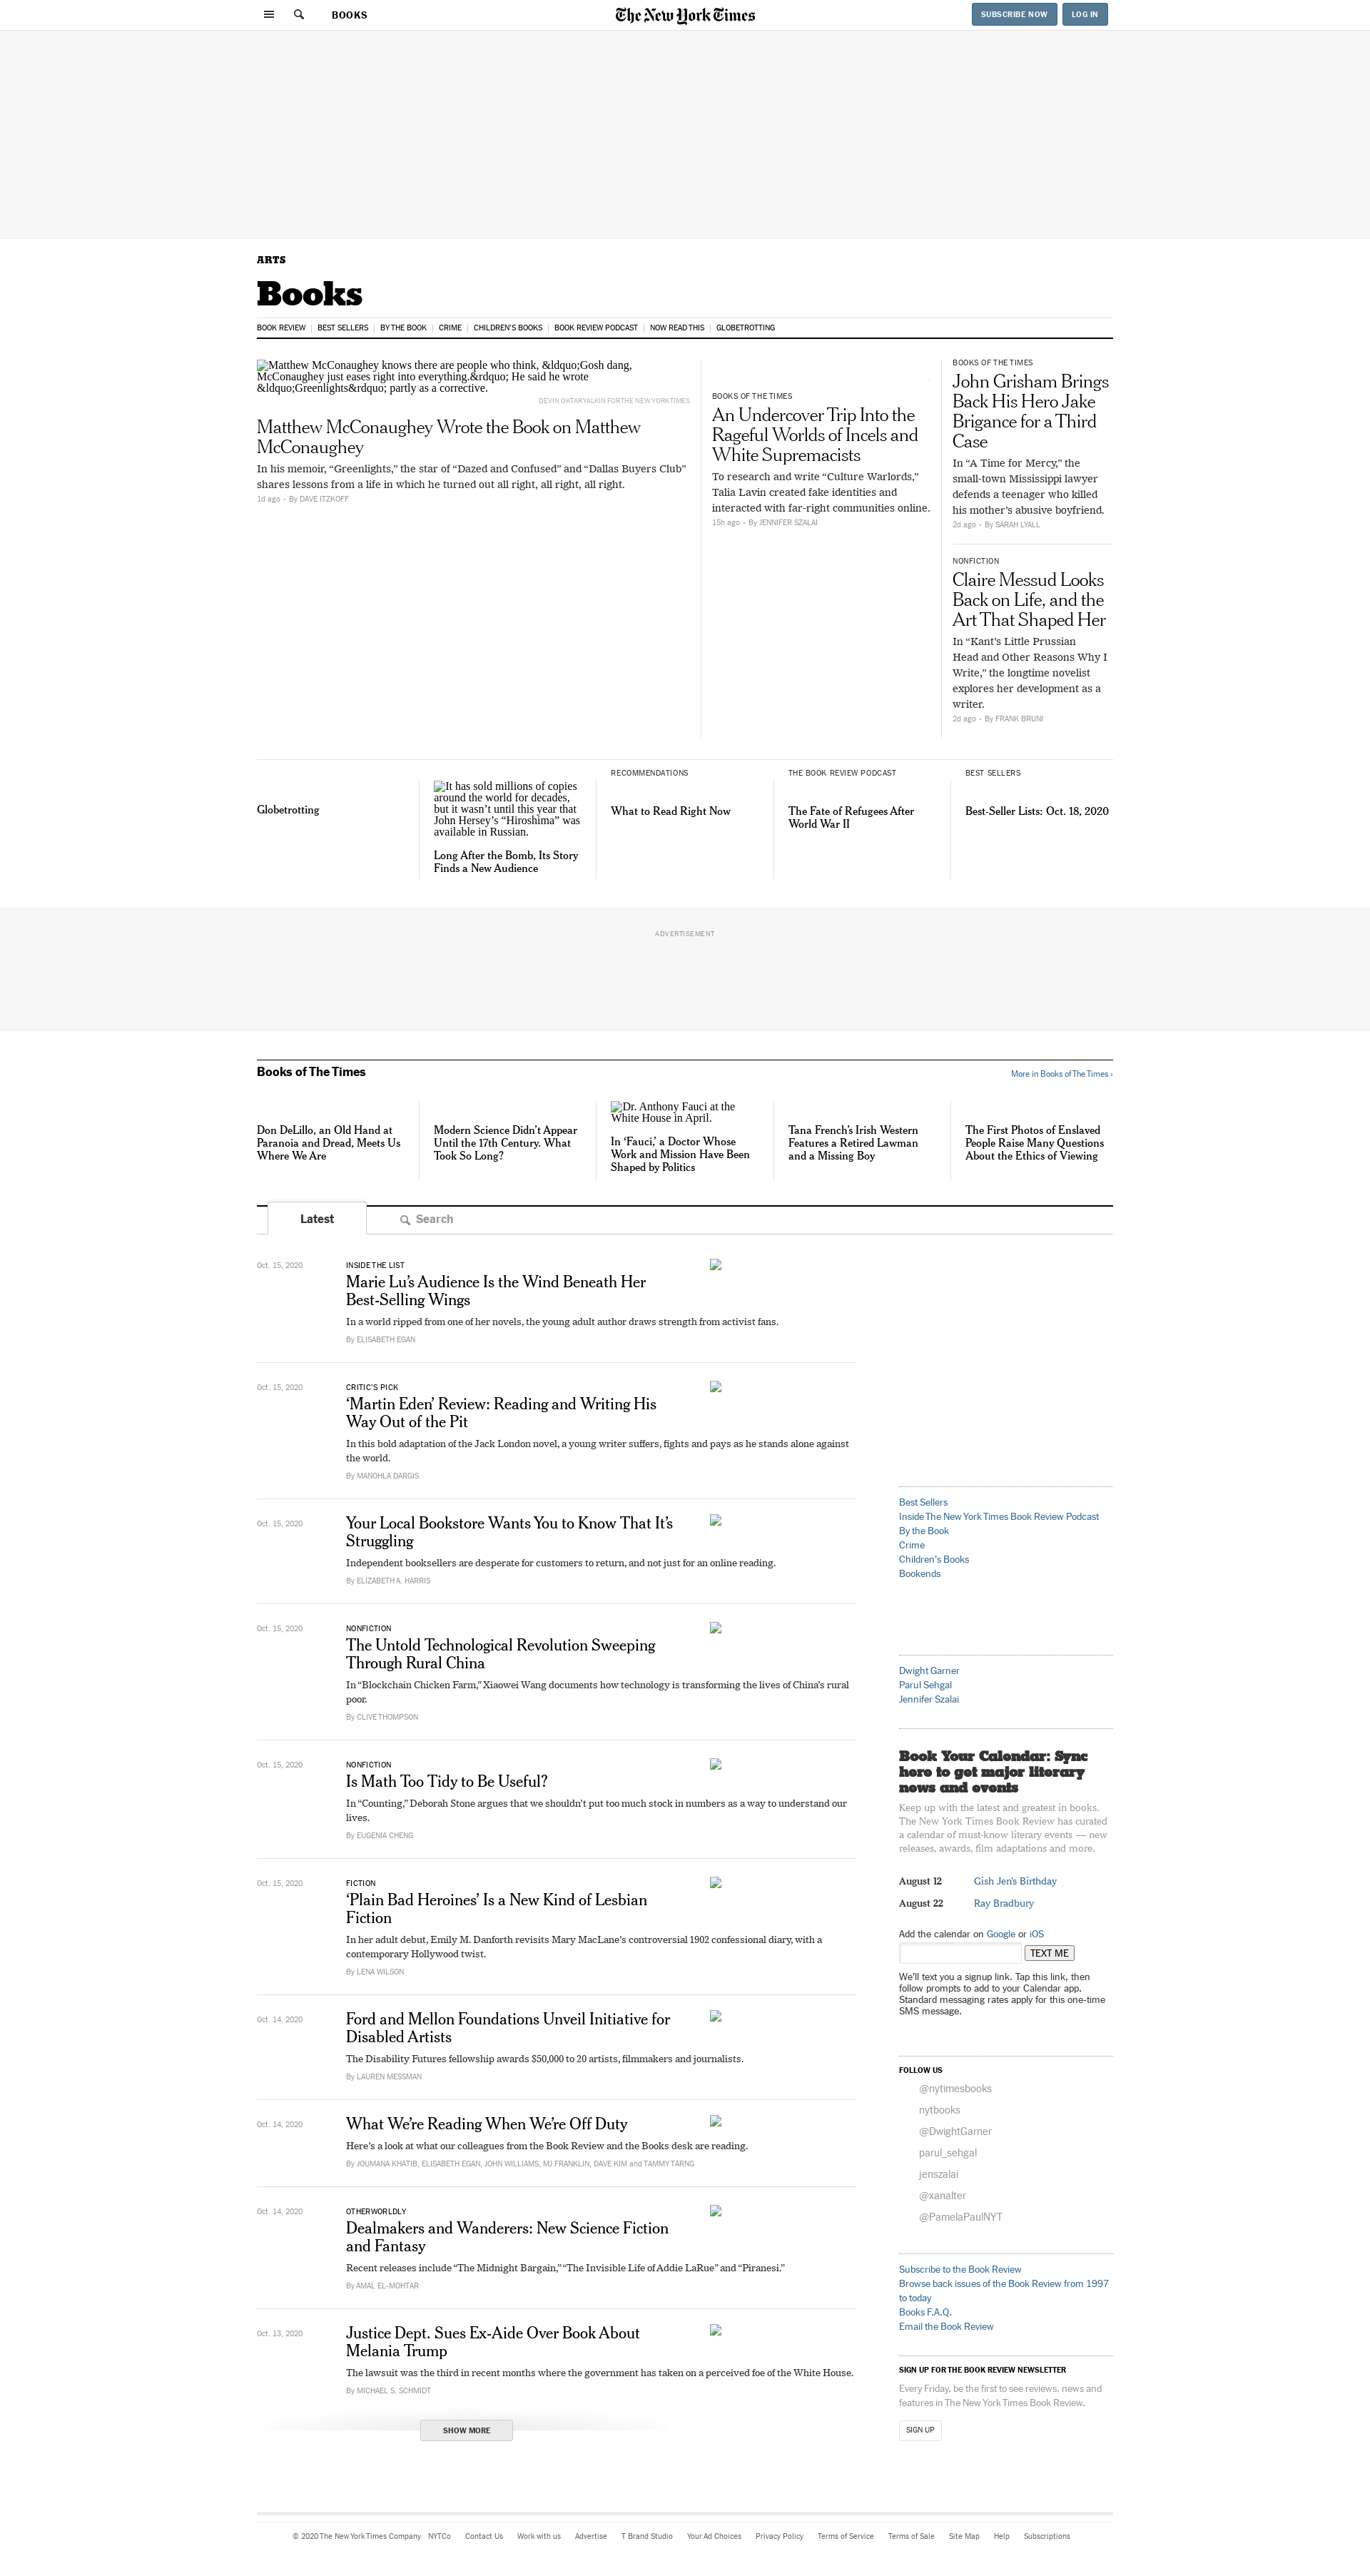 BOOKS
The New York Times
SUBSCRIBE NOW
LOG IN
ARTS
Books
BOOK REVIEW
BEST SELLERS
BY THE BOOK
CRIME
CHILDREN'S BOOKS
BOOK REVIEW PODCAST
NOW READ THIS
GLOBETROTTING
Matthew McConaughey knows there are people who think, &ldquo;Gosh dang,
McConaughey just eases right into everything.&rdquo; He said he wrote
&ldquo;Greenlights&rdquo; partly as a corrective.
DEVIN OKTAR YALKIN FOR THE NEW YORK TIMES
Matthew McConaughey Wrote the Book on Matthew
McConaughey
In his memoir, “Greenlights,” the star of “Dazed and Confused” and “Dallas Buyers Club”
shares lessons from a life in which he turned out all right, all right, all right.
1d ago • By DAVE ITZKOFF
BOOKS OF THE TIMES
An Undercover Trip Into the
Rageful Worlds of Incels and
White Supremacists
To research and write “Culture Warlords,”
Talia Lavin created fake identities and
interacted with far-right communities online.
15h ago • By JENNIFER SZALAI
BOOKS OF THE TIMES
John Grisham Brings
Back His Hero Jake
Brigance for a Third
Case
In “A Time for Mercy,” the
small-town Mississippi lawyer
defends a teenager who killed
his mother’s abusive boyfriend.
2d ago • By SARAH LYALL
NONFICTION
Claire Messud Looks
Back on Life, and the
Art That Shaped Her
In “Kant’s Little Prussian
Head and Other Reasons Why I
Write,” the longtime novelist
explores her development as a
writer.
2d ago • By FRANK BRUNI
Globetrotting
It has sold millions of copies
around the world for decades,
but it wasn’t until this year that
John Hersey’s “Hiroshima” was
available in Russian.
Long After the Bomb, Its Story
Finds a New Audience
RECOMMENDATIONS
What to Read Right Now
THE BOOK REVIEW PODCAST
The Fate of Refugees After
World War II
BEST SELLERS
Best-Seller Lists: Oct. 18, 2020
ADVERTISEMENT
Books of The Times
More in Books of The Times ›
Don DeLillo, an Old Hand at
Paranoia and Dread, Meets Us
Where We Are
Modern Science Didn’t Appear
Until the 17th Century. What
Took So Long?
Dr. Anthony Fauci at the
White House in April.
In ‘Fauci,’ a Doctor Whose
Work and Mission Have Been
Shaped by Politics
Tana French’s Irish Western
Features a Retired Lawman
and a Missing Boy
The First Photos of Enslaved
People Raise Many Questions
About the Ethics of Viewing
Latest
Search
Oct. 15, 2020
INSIDE THE LIST
Marie Lu’s Audience Is the Wind Beneath Her
Best-Selling Wings
In a world ripped from one of her novels, the young adult author draws strength from activist fans.
By ELISABETH EGAN
Oct. 15, 2020
CRITIC’S PICK
‘Martin Eden’ Review: Reading and Writing His
Way Out of the Pit
In this bold adaptation of the Jack London novel, a young writer suffers, fights and pays as he stands alone against
the world.
By MANOHLA DARGIS
Oct. 15, 2020
Your Local Bookstore Wants You to Know That It’s
Struggling
Independent booksellers are desperate for customers to return, and not just for an online reading.
By ELIZABETH A. HARRIS
Oct. 15, 2020
NONFICTION
The Untold Technological Revolution Sweeping
Through Rural China
In “Blockchain Chicken Farm,” Xiaowei Wang documents how technology is transforming the lives of China’s rural
poor.
By CLIVE THOMPSON
Oct. 15, 2020
NONFICTION
Is Math Too Tidy to Be Useful?
In “Counting,” Deborah Stone argues that we shouldn’t put too much stock in numbers as a way to understand our
lives.
By EUGENIA CHENG
Oct. 15, 2020
FICTION
‘Plain Bad Heroines’ Is a New Kind of Lesbian
Fiction
In her adult debut, Emily M. Danforth revisits Mary MacLane’s controversial 1902 confessional diary, with a
contemporary Hollywood twist.
By LENA WILSON
Oct. 14, 2020
Ford and Mellon Foundations Unveil Initiative for
Disabled Artists
The Disability Futures fellowship awards $50,000 to 20 artists, filmmakers and journalists.
By LAUREN MESSMAN
Oct. 14, 2020
What We’re Reading When We’re Off Duty
Here’s a look at what our colleagues from the Book Review and the Books desk are reading.
By JOUMANA KHATIB, ELISABETH EGAN, JOHN WILLIAMS, MJ FRANKLIN, DAVE KIM and TAMMY TARNG
Oct. 14, 2020
OTHERWORLDLY
Dealmakers and Wanderers: New Science Fiction
and Fantasy
Recent releases include “The Midnight Bargain,” “The Invisible Life of Addie LaRue” and “Piranesi.”
By AMAL EL-MOHTAR
Oct. 13, 2020
Justice Dept. Sues Ex-Aide Over Book About
Melania Trump
The lawsuit was the third in recent months where the government has taken on a perceived foe of the White House.
By MICHAEL S. SCHMIDT
SHOW MORE
Best Sellers
Inside The New York Times Book Review Podcast
By the Book
Crime
Children’s Books
Bookends
Dwight Garner
Parul Sehgal
Jennifer Szalai
Book Your Calendar: Sync
here to get major literary
news and events
Keep up with the latest and greatest in books.
The New York Times Book Review has curated
a calendar of must-know literary events — new
releases, awards, film adaptations and more.
August 12 Gish Jen's Birthday
August 22 Ray Bradbury
Add the calendar on Google or iOS
TEXT ME
We’ll text you a signup link. Tap this link, then
follow prompts to add to your Calendar app.
Standard messaging rates apply for this one-time
SMS message.
FOLLOW US
@nytimesbooks
nytbooks
@DwightGarner
parul_sehgal
jenszalai
@xanalter
@PamelaPaulNYT
Subscribe to the Book Review
Browse back issues of the Book Review from 1997
to today
Books F.A.Q.
Email the Book Review
SIGN UP FOR THE BOOK REVIEW NEWSLETTER
Every Friday, be the first to see reviews, news and
features in The New York Times Book Review.
SIGN UP
© 2020 The New York Times Company NYTCo Contact Us Work with us Advertise T Brand Studio Your Ad Choices Privacy Policy Terms of Service Terms of Sale Site Map Help Subscriptions